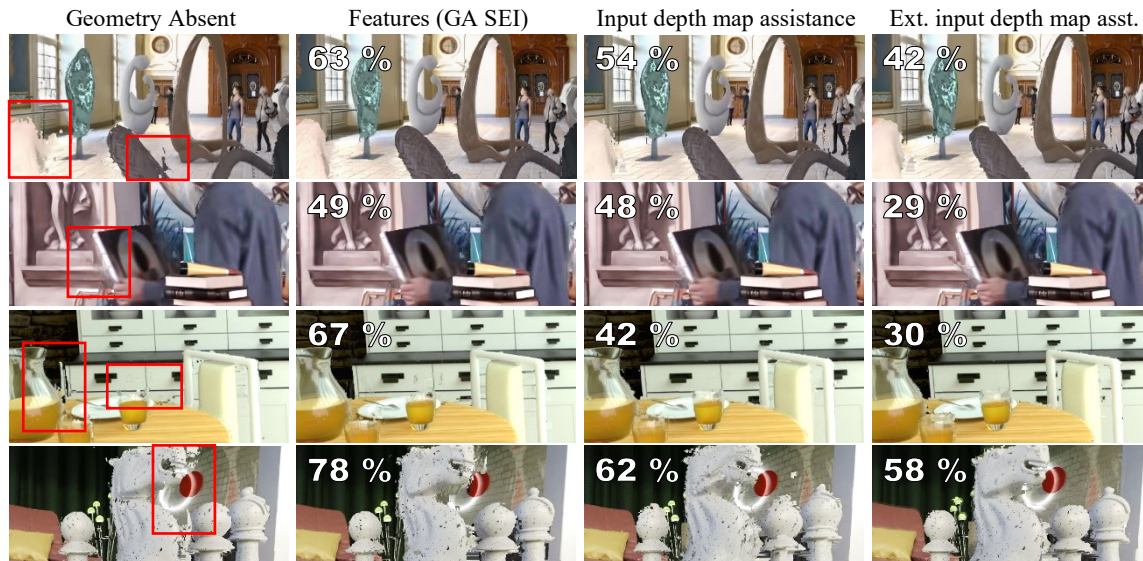 Geometry Absent Features (GA SEI) Input depth map assistance Ext. input depth map asst.
63 % 54 % 42 %
49 % 48 % 29 %
67 % 42 % 30 %
78 % 62 % 58 %